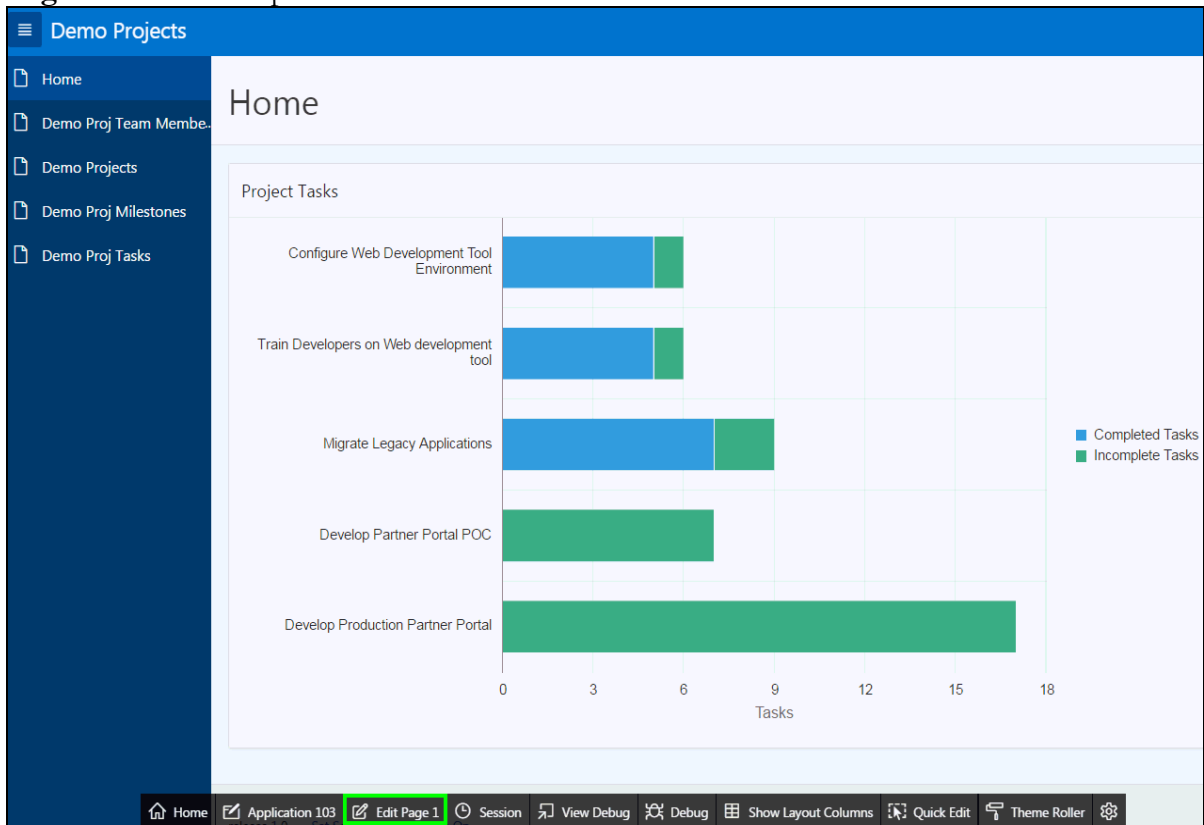 Demo Projects
Home
Demo Proj Team Membe..
Demo Projects
Demo Proj Milestones
Demo Proj Tasks
Home
Project Tasks
Configure Web Development Tool
Environment
Train Developers on Web development
tool
Migrate Legacy Applications
Develop Partner Portal POC
Develop Production Partner Portal
Completed Tasks
Incomplete Tasks
0 3 6 9 12 15 18
Tasks
Home Application 103 Edit Page 1 Session View Debug Debug Show Layout Columns Quick Edit Theme Roller